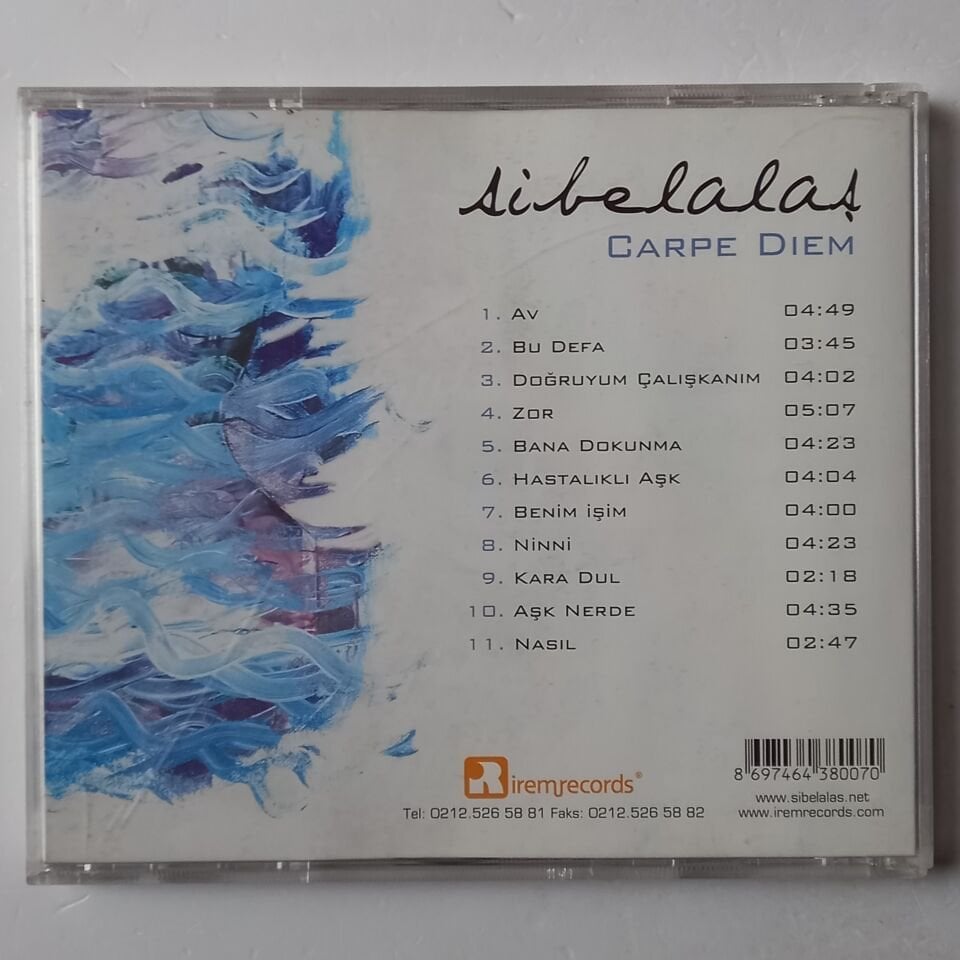 sibelalaş
CARPE DIEM
1. AV 04:49
2. BU DEFA 03:45
3. DOĞRUYUM ÇALIŞKANIM 04:02
4. ZOR 05:07
5. BANA DOKUNMA 04:23
6. HASTALIKLI AŞK 04:04
7. BENİM İŞİM 04:00
8. NİNNİ 04:23
9. KARA DUL 02:18
10. AŞK NERDE 04:35
11. NASIL 02:47
R iremrecords®
Tel: 0212.526 58 81 Faks: 0212.526 58 82
8 697464 380070
www.sibelalas.net
www.iremrecords.com